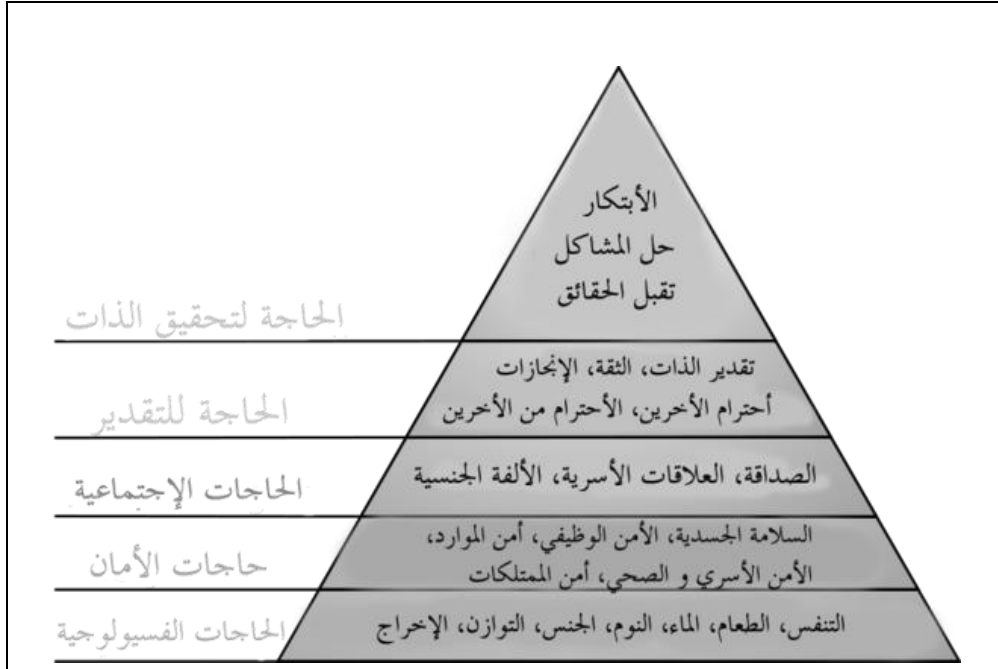 الأبتكار
حل المشاكل
تقبل الحقائق
الحاجة لتحقيق الذات
تقدير الذات، الثقة، الإنجازات
أحترام الأخرين، الأحترام من الأخرين
الحاجة للتقدير
الصداقة، العلاقات الأسرية، الألفة الجنسية
الحاجات الإجتماعية
السلامة الجسدية، الأمن الوظيفي، أمن الموارد،
الأمن الأسري و الصحي، أمن الممتلكات
حاجات الأمان
التنفس، الطعام، الماء، النوم، الجنس، التوازن، الإخراج
الحاجات الفسيولوجية